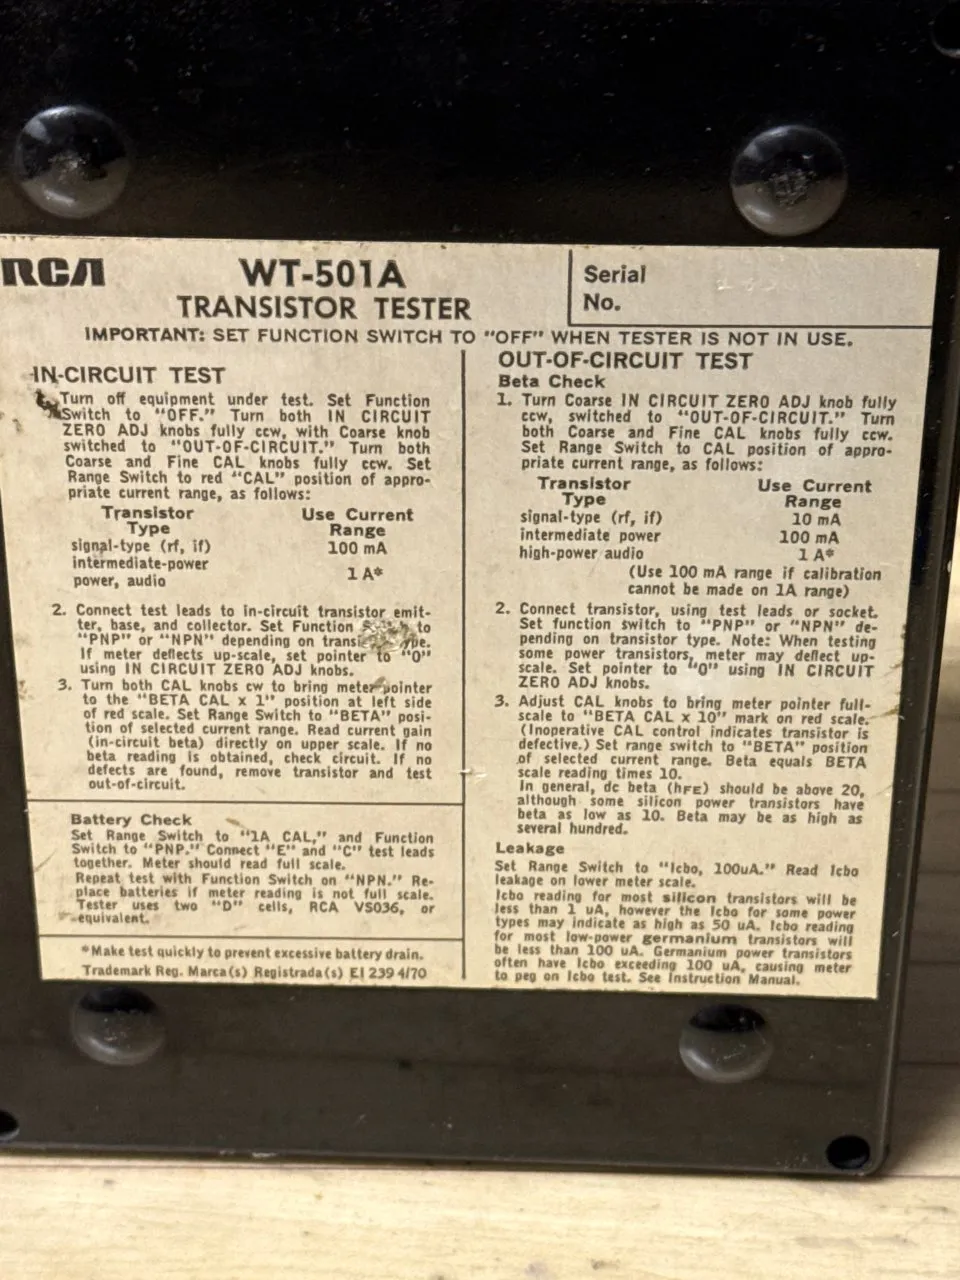 RCA
WT-501A
TRANSISTOR TESTER
Serial
No.
IMPORTANT: SET FUNCTION SWITCH TO "OFF" WHEN TESTER IS NOT IN USE.
IN-CIRCUIT TEST
Turn off equipment under test. Set Function
Switch to "OFF." Turn both IN CIRCUIT
ZERO ADJ knobs fully ccw, with Coarse knob
switched to "OUT-OF-CIRCUIT." Turn both
Coarse and Fine CAL knobs fully ccw. Set
Range Switch to red "CAL" position of appro-
priate current range, as follows:
Transistor Use Current
Type Range
signal-type (rf, if) 100 mA
intermediate-power
power, audio 1 A*
2. Connect test leads to in-circuit transistor emit-
ter, base, and collector. Set Function to
"PNP" or "NPN" depending on
If meter deflects up-scale, set pointer to "0"
using IN CIRCUIT ZERO ADJ knobs.
3. Turn both CAL knobs cw to bring meter pointer
to the "BETA CAL x 1" position at left side
of red scale. Set Range Switch to "BETA" posi-
tion of selected current range. Read current gain
(in-circuit beta) directly on upper scale. If no
beta reading is obtained, check circuit. If no
defects are found, remove transistor and test
out-of-circuit.
Battery Check
Set Range Switch to "1A CAL," and Function
Switch to "PNP." Connect "E" and "C" test leads
together. Meter should read full scale.
Repeat test with Function Switch on "NPN." Re-
place batteries if meter reading is not full scale.
Tester uses two "D" cells, RCA VS036, or
equivalent.
*Make test quickly to prevent excessive battery drain.
Trademark Reg. Marca(s) Registrada(s) EI 239 4/70
OUT-OF-CIRCUIT TEST
Beta Check
1. Turn Coarse IN CIRCUIT ZERO ADJ knob fully
ccw, switched to "OUT-OF-CIRCUIT." Turn
both Coarse and Fine CAL knobs fully ccw.
Set Range Switch to CAL position of appro-
priate current range, as follows:
Transistor Use Current
Type Range
signal-type (rf, if) 10 mA
intermediate power 100 mA
high-power audio 1 A*
(Use 100 mA range if calibration
cannot be made on 1A range)
2. Connect transistor, using test leads or socket.
Set function switch to "PNP" or "NPN" de-
pending on transistor type. Note: When testing
some power transistors, meter may deflect up-
scale. Set pointer to "0" using IN CIRCUIT
ZERO ADJ knobs.
3. Adjust CAL knobs to bring meter pointer full-
scale to "BETA CAL x 10" mark on red scale.
(Inoperative CAL control indicates transistor is
defective.) Set range switch to "BETA" position
of selected current range. Beta equals BETA
scale reading times 10.
In general, dc beta (hFE) should be above 20,
although some silicon power transistors have
beta as low as 10. Beta may be as high as
several hundred.
Leakage
Set Range Switch to "Icbo, 100uA." Read Icbo
leakage on lower meter scale.
Icbo reading for most silicon transistors will be
less than 1 uA, however the Icbo for some power
types may indicate as high as 50 uA. Icbo reading
for most low-power germanium transistors will
be less than 100 uA. Germanium power transistors
often have Icbo exceeding 100 uA, causing meter
to peg on Icbo test. See Instruction Manual.